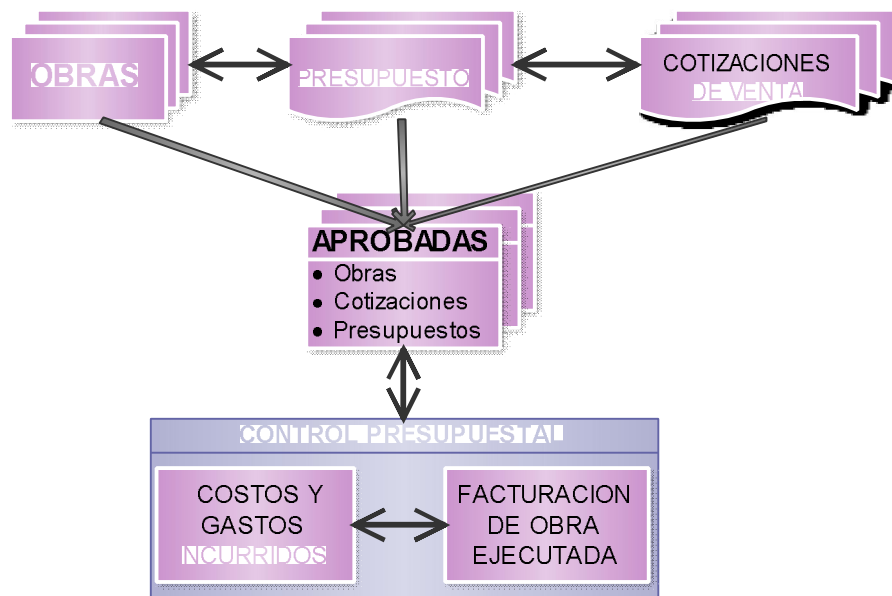 OBRAS
PRESUPUESTO
COTIZACIONES
DE VENTA
APROBADAS
• Obras
• Cotizaciones
• Presupuestos
CONTROL PRESUPUESTAL
COSTOS Y
GASTOS
INCURRIDOS
FACTURACION
DE OBRA
EJECUTADA